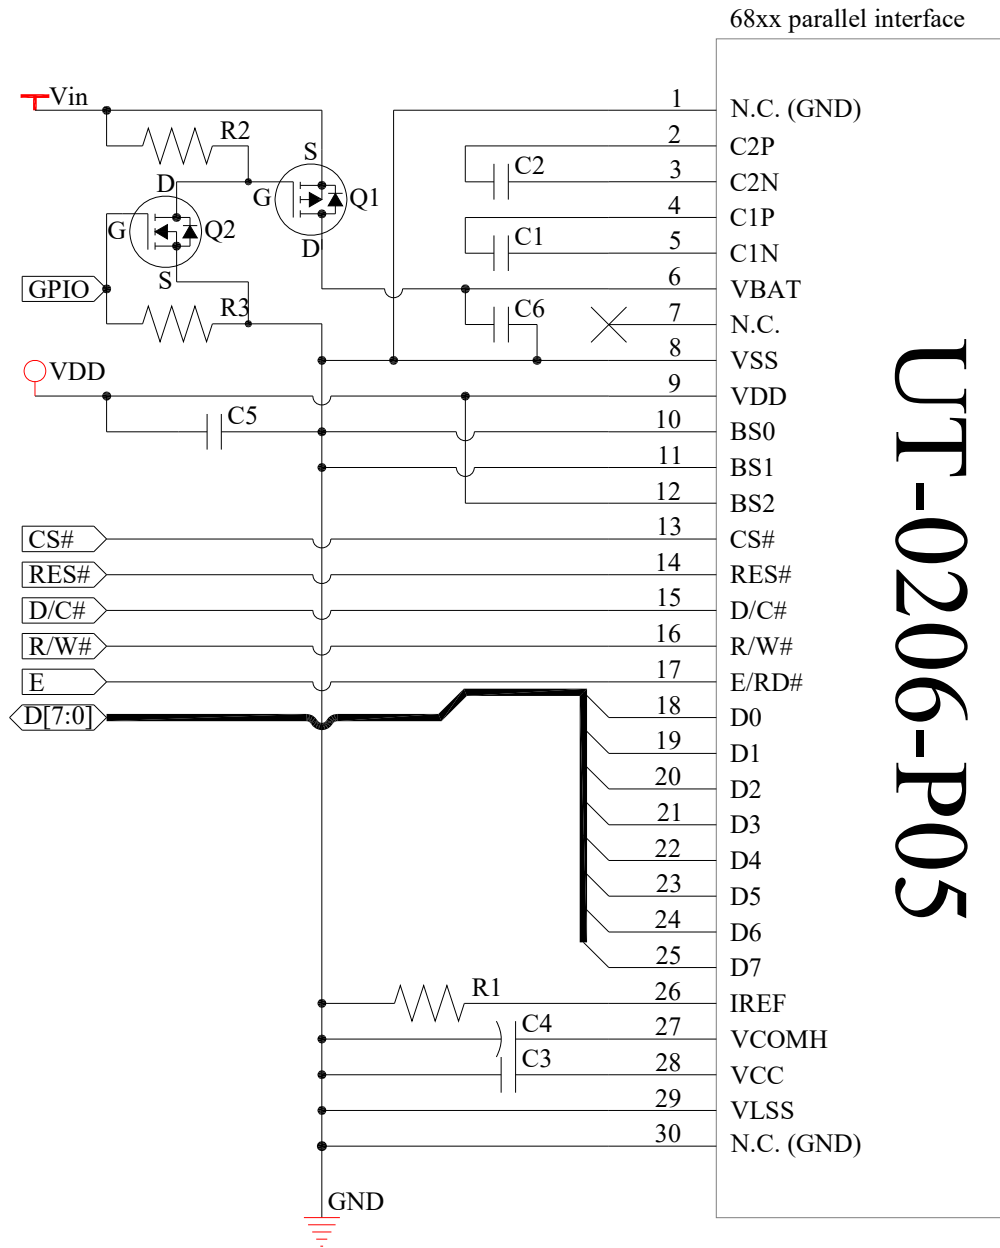 68xx parallel interface
Vin
R2
S
G
Q1
D
D
G
Q2
S
GPIO
R3
VDD
C5
C2
C1
C6
1 N.C. (GND)
2 C2P
3 C2N
4 C1P
5 C1N
6 VBAT
7 N.C.
8 VSS
9 VDD
10 BS0
11 BS1
12 BS2
CS# 13 CS#
RES# 14 RES#
D/C# 15 D/C#
R/W# 16 R/W#
E 17 E/RD#
D[7:0] 18 D0
19 D1
20 D2
21 D3
22 D4
23 D5
24 D6
25 D7
R1 26 IREF
C4 27 VCOMH
C3 28 VCC
29 VLSS
30 N.C. (GND)
GND
UT-0206-P05